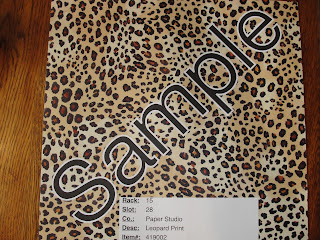 Sample
Rack: 15
Slot: 28
Co.: Paper Studio
Desc: Leopard Print
Item#: 419002